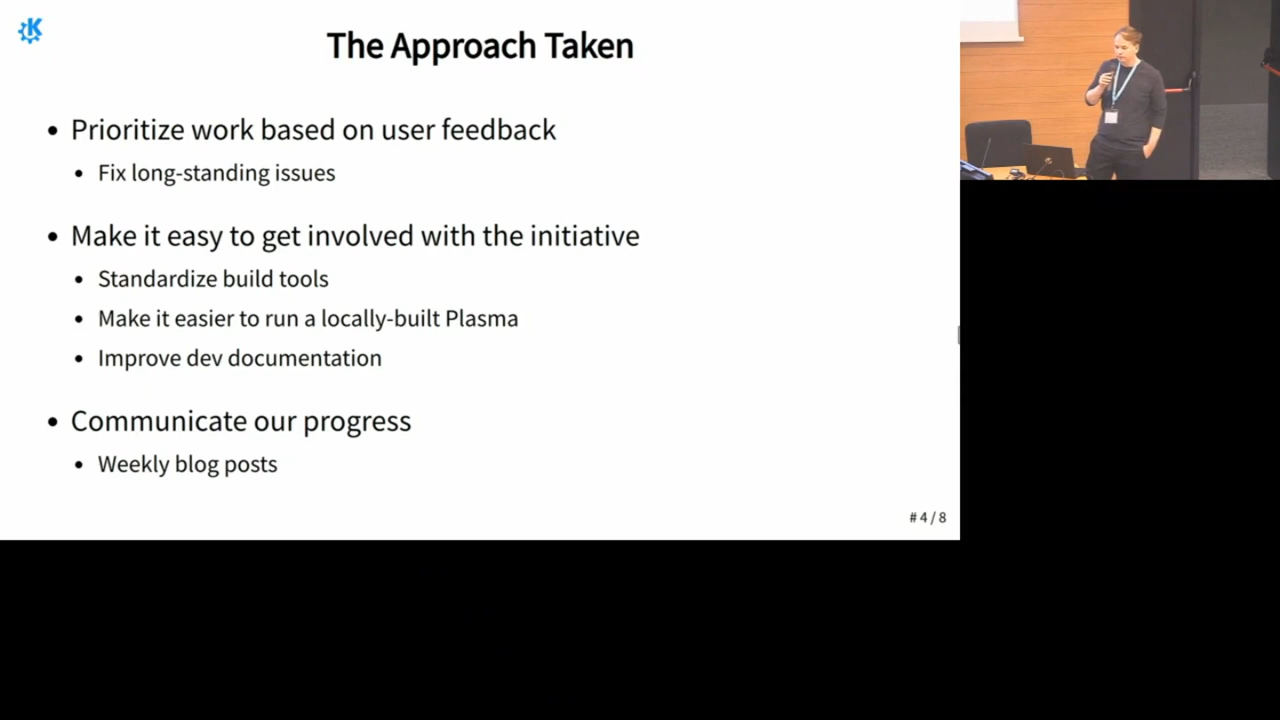 The Approach Taken
• Prioritize work based on user feedback
• Fix long-standing issues
• Make it easy to get involved with the initiative
• Standardize build tools
• Make it easier to run a locally-built Plasma
• Improve dev documentation
• Communicate our progress
• Weekly blog posts
# 4 / 8